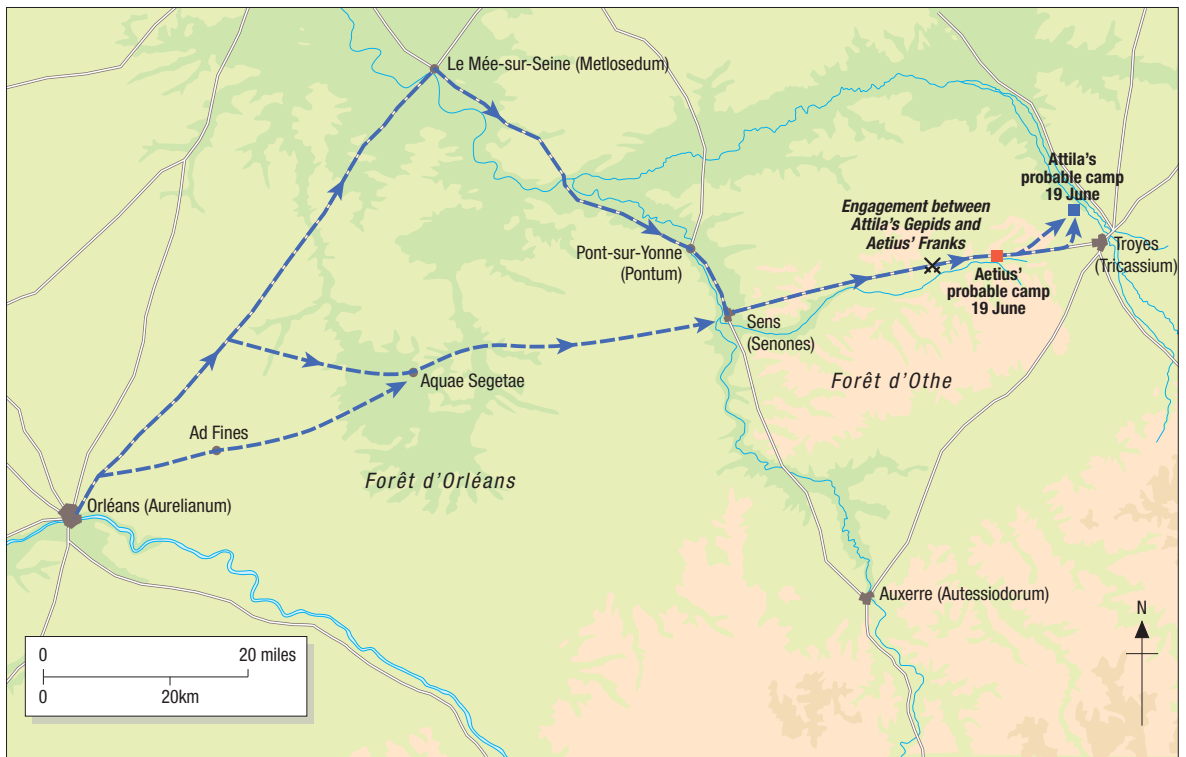 Le Mée-sur-Seine (Metlosedum)
Attila's
probable camp
19 June
Engagement between
Attila's Gepids and
Aetius' Franks
Pont-sur-Yonne
(Pontum)
Troyes
(Tricassium)
Aetius'
probable camp
19 June
Sens
(Senones)
Aquae Segetae
Forêt d'Othe
Ad Fines
Forêt d'Orléans
Orléans (Aurelianum)
Auxerre (Autessiodorum)
N
0 20 miles
0 20km